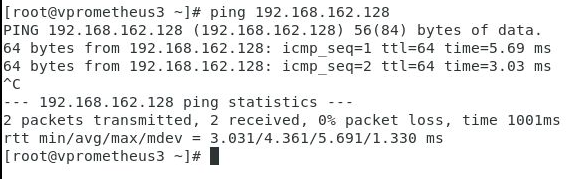 [root@vprometheus3 ~]# ping 192.168.162.128
PING 192.168.162.128 (192.168.162.128) 56(84) bytes of data.
64 bytes from 192.168.162.128: icmp_seq=1 ttl=64 time=5.69 ms
64 bytes from 192.168.162.128: icmp_seq=2 ttl=64 time=3.03 ms
^C
--- 192.168.162.128 ping statistics ---
2 packets transmitted, 2 received, 0% packet loss, time 1001ms
rtt min/avg/max/mdev = 3.031/4.361/5.691/1.330 ms
[root@vprometheus3 ~]#